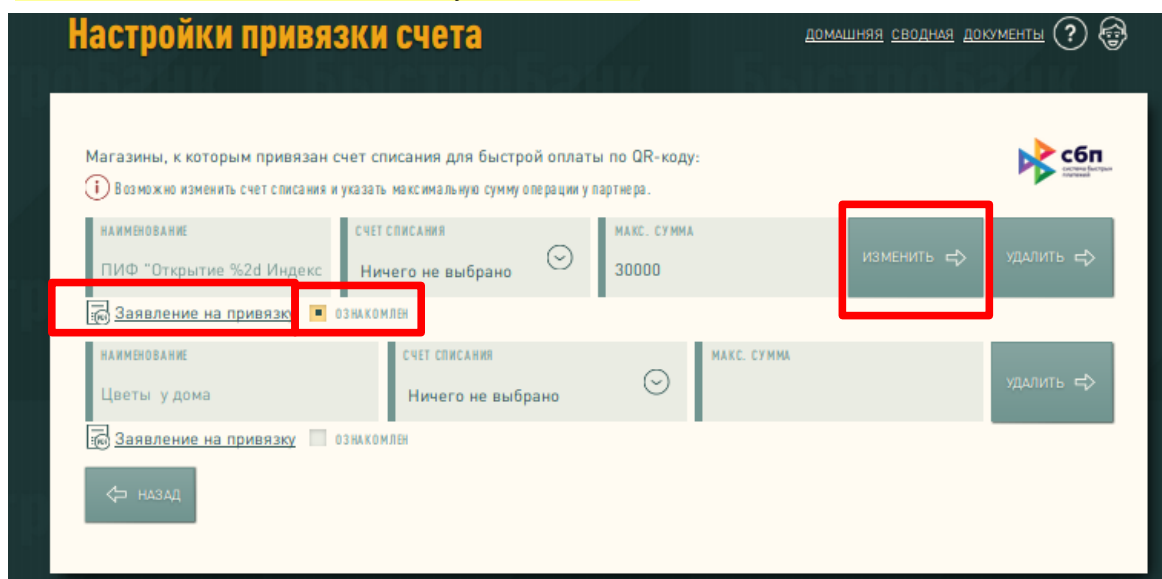 Настройки привязки счета
ДОМАШНЯЯ СВОДНАЯ ДОКУМЕНТЫ ?
Магазины, к которым привязан счет списания для быстрой оплаты по QR-коду:
сбп
система быстрых платежей
i Возможно изменить счет списания и указать максимальную сумму операции у партнера.
НАИМЕНОВАНИЕ СЧЕТ СПИСАНИЯ МАКС. СУММА
ПИФ "Открытие %2d Индекс Ничего не выбрано 30000 ИЗМЕНИТЬ УДАЛИТЬ
Заявление на привязку ОЗНАКОМЛЕН
НАИМЕНОВАНИЕ СЧЕТ СПИСАНИЯ МАКС. СУММА
Цветы у дома Ничего не выбрано УДАЛИТЬ
Заявление на привязку ОЗНАКОМЛЕН
НАЗАД